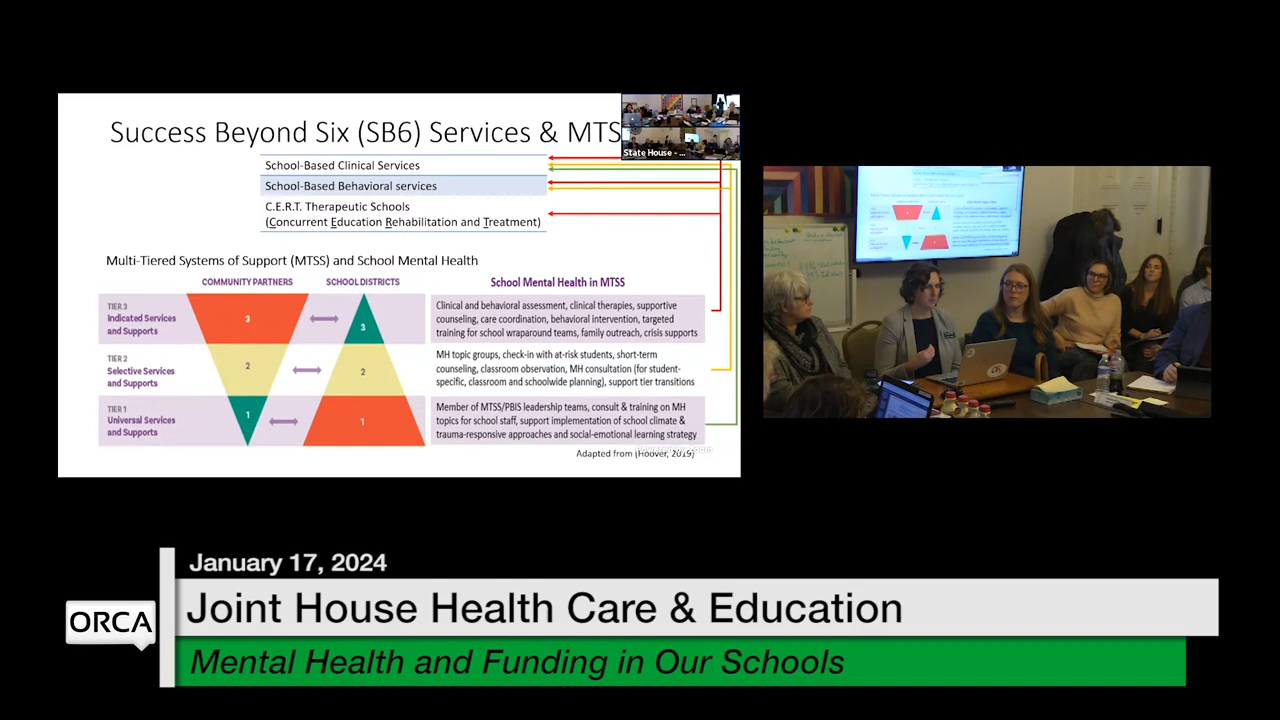 Success Beyond Six (SB6) Services & MTS
State House - ...
School-Based Clinical Services
School-Based Behavioral services
C.E.R.T. Therapeutic Schools
(Concurrent Education Rehabilitation and Treatment)
Multi-Tiered Systems of Support (MTSS) and School Mental Health
COMMUNITY PARTNERS
SCHOOL DISTRICTS
School Mental Health in MTSS
TIER 3
Indicated Services
and Supports
3
3
Clinical and behavioral assessment, clinical therapies, supportive
counseling, care coordination, behavioral intervention, targeted
training for school wraparound teams, family outreach, crisis supports
TIER 2
Selective Services
and Supports
2
2
MH topic groups, check-in with at-risk students, short-term
counseling, classroom observation, MH consultation (for student-
specific, classroom and schoolwide planning), support tier transitions
TIER 1
Universal Services
and Supports
1
1
Member of MTSS/PBIS leadership teams, consult & training on MH
topics for school staff, support implementation of school climate &
trauma-responsive approaches and social-emotional learning strategy
Adapted from (Hoover, 2019)
January 17, 2024
ORCA
Joint House Health Care & Education
Mental Health and Funding in Our Schools